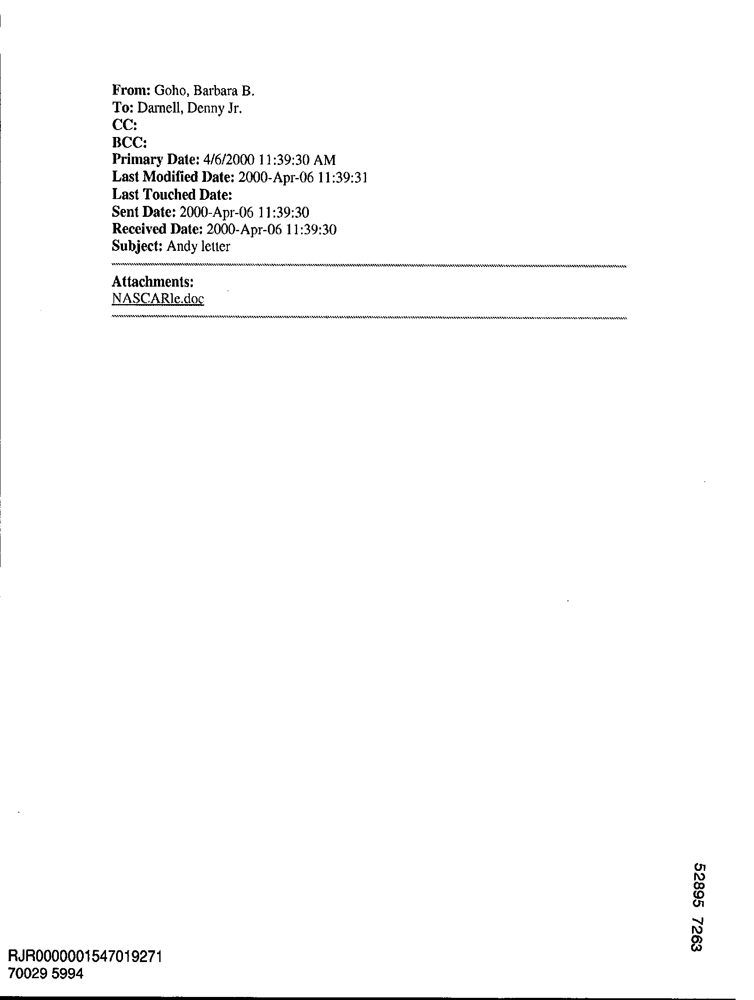 From: Goho, Barbara B.
To: Darnell, Denny Jr.
CC:
BCC:
Primary Date: 4/6/2000 11:39:30 AM
Last Modified Date: 2000-Apr-06 11:39:31
Last Touched Date:
Sent Date: 2000-Apr-06 11:39:30
Received Date: 2000-Apr-06 11:39:30
Subject: Andy letter
Attachments:
NASCARle.doc
52895 7263
RJR0000001547019271
70029 5994